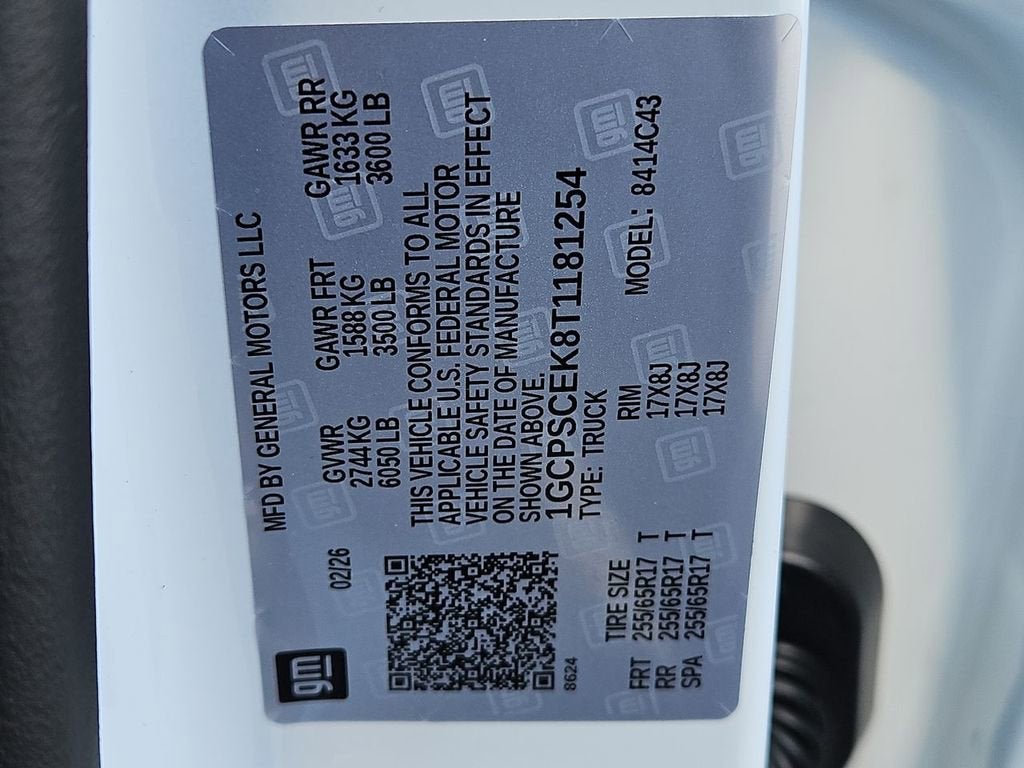 gm
02/26
MFD BY GENERAL MOTORS LLC
GVWR GAWR FRT GAWR RR
2744 KG 1588 KG 1633 KG
6050 LB 3500 LB 3600 LB
THIS VEHICLE CONFORMS TO ALL
APPLICABLE U.S. FEDERAL MOTOR
VEHICLE SAFETY STANDARDS IN EFFECT
ON THE DATE OF MANUFACTURE
SHOWN ABOVE.
1GCPSCEK8T1181254
TYPE: TRUCK
8624
TIRE SIZE RIM MODEL: 8414C43
FRT 255/65R17 T 17X8J
RR 255/65R17 T 17X8J
SPA 255/65R17 T 17X8J